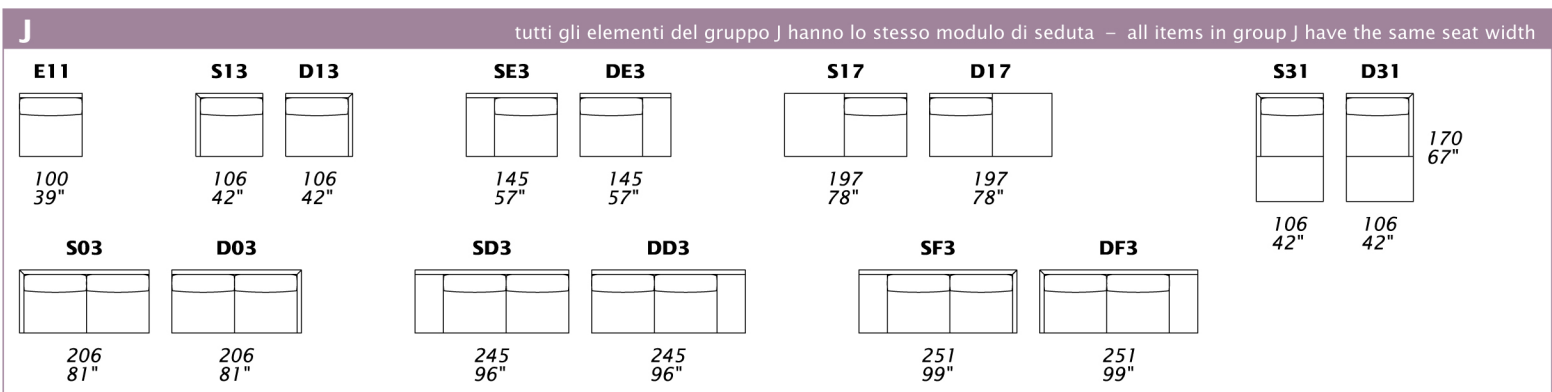 J
tutti gli elementi del gruppo J hanno lo stesso modulo di seduta – all items in group J have the same seat width
E11 S13 D13 SE3 DE3 S17 D17 S31 D31
170
67"
100 106 106 145 145 197 197
39" 42" 42" 57" 57" 78" 78"
106 106
42" 42"
S03 D03 SD3 DD3 SF3 DF3
206 206 245 245 251 251
81" 81" 96" 96" 99" 99"